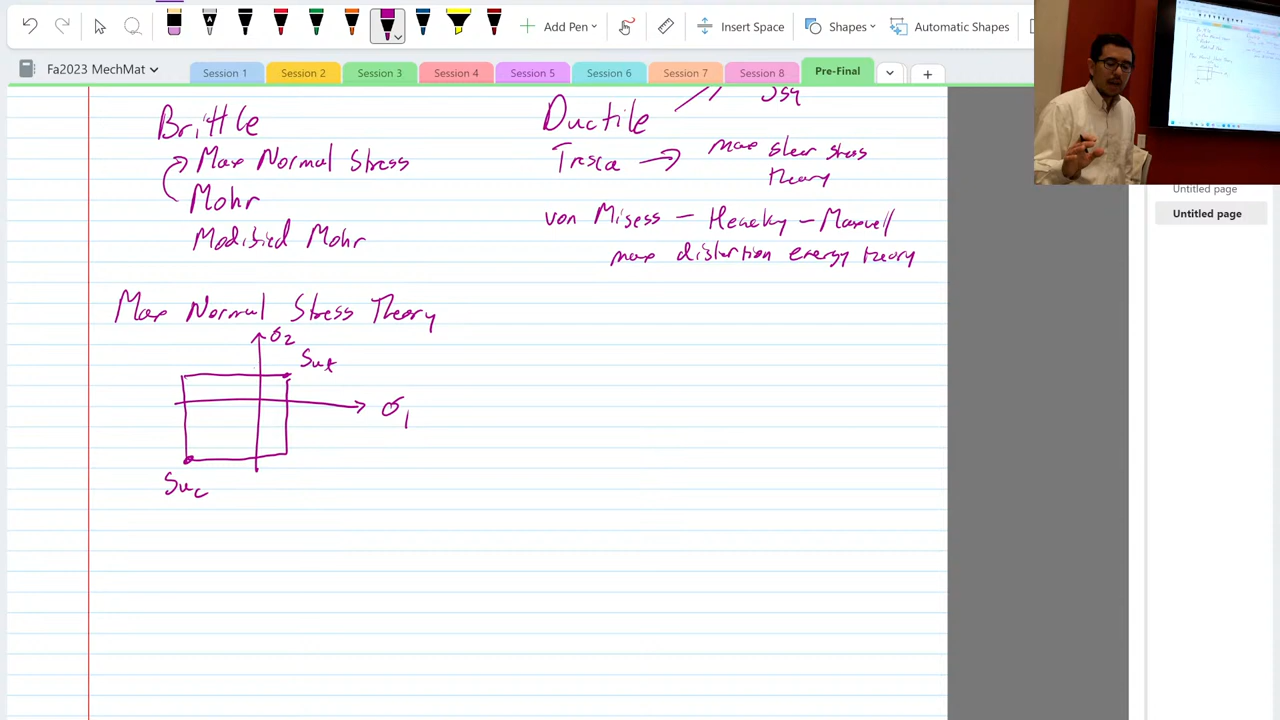 Add Pen
Insert Space
Shapes
Automatic Shapes
Fa2023 MechMat
Session 1
Session 2
Session 3
Session 4
Session 5
Session 6
Session 7
Session 8
Pre-Final
Untitled page
Untitled page
Brittle
Max Normal Stress
Mohr
Modified Mohr
Ductile
Ssy
Tresca → max shear stress
theory
von Misess - Hencky - Maxwell
max distortion energy theory
Max Normal Stress Theory
σ2
Sut
σ1
Suc